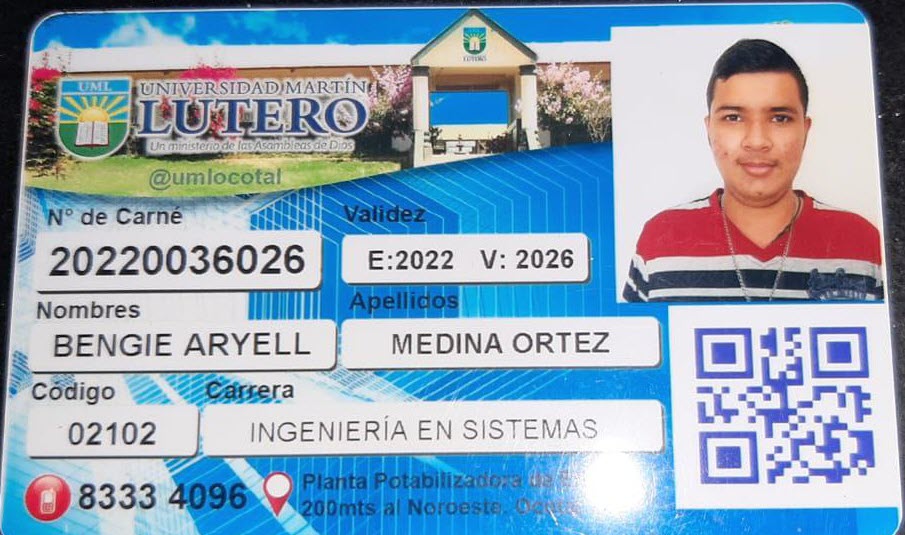 LUTERO
UML
UNIVERSIDAD MARTÍN
LUTERO
Un ministerio de las Asambleas de Dios
@umlocotal
N° de Carné
Validez
20220036026
E:2022 V: 2026
Nombres
Apellidos
BENGIE ARYELL
MEDINA ORTEZ
Código
Carrera
02102
INGENIERÍA EN SISTEMAS
8333 4096
Planta Potabilizadora de
200mts al Noroeste,